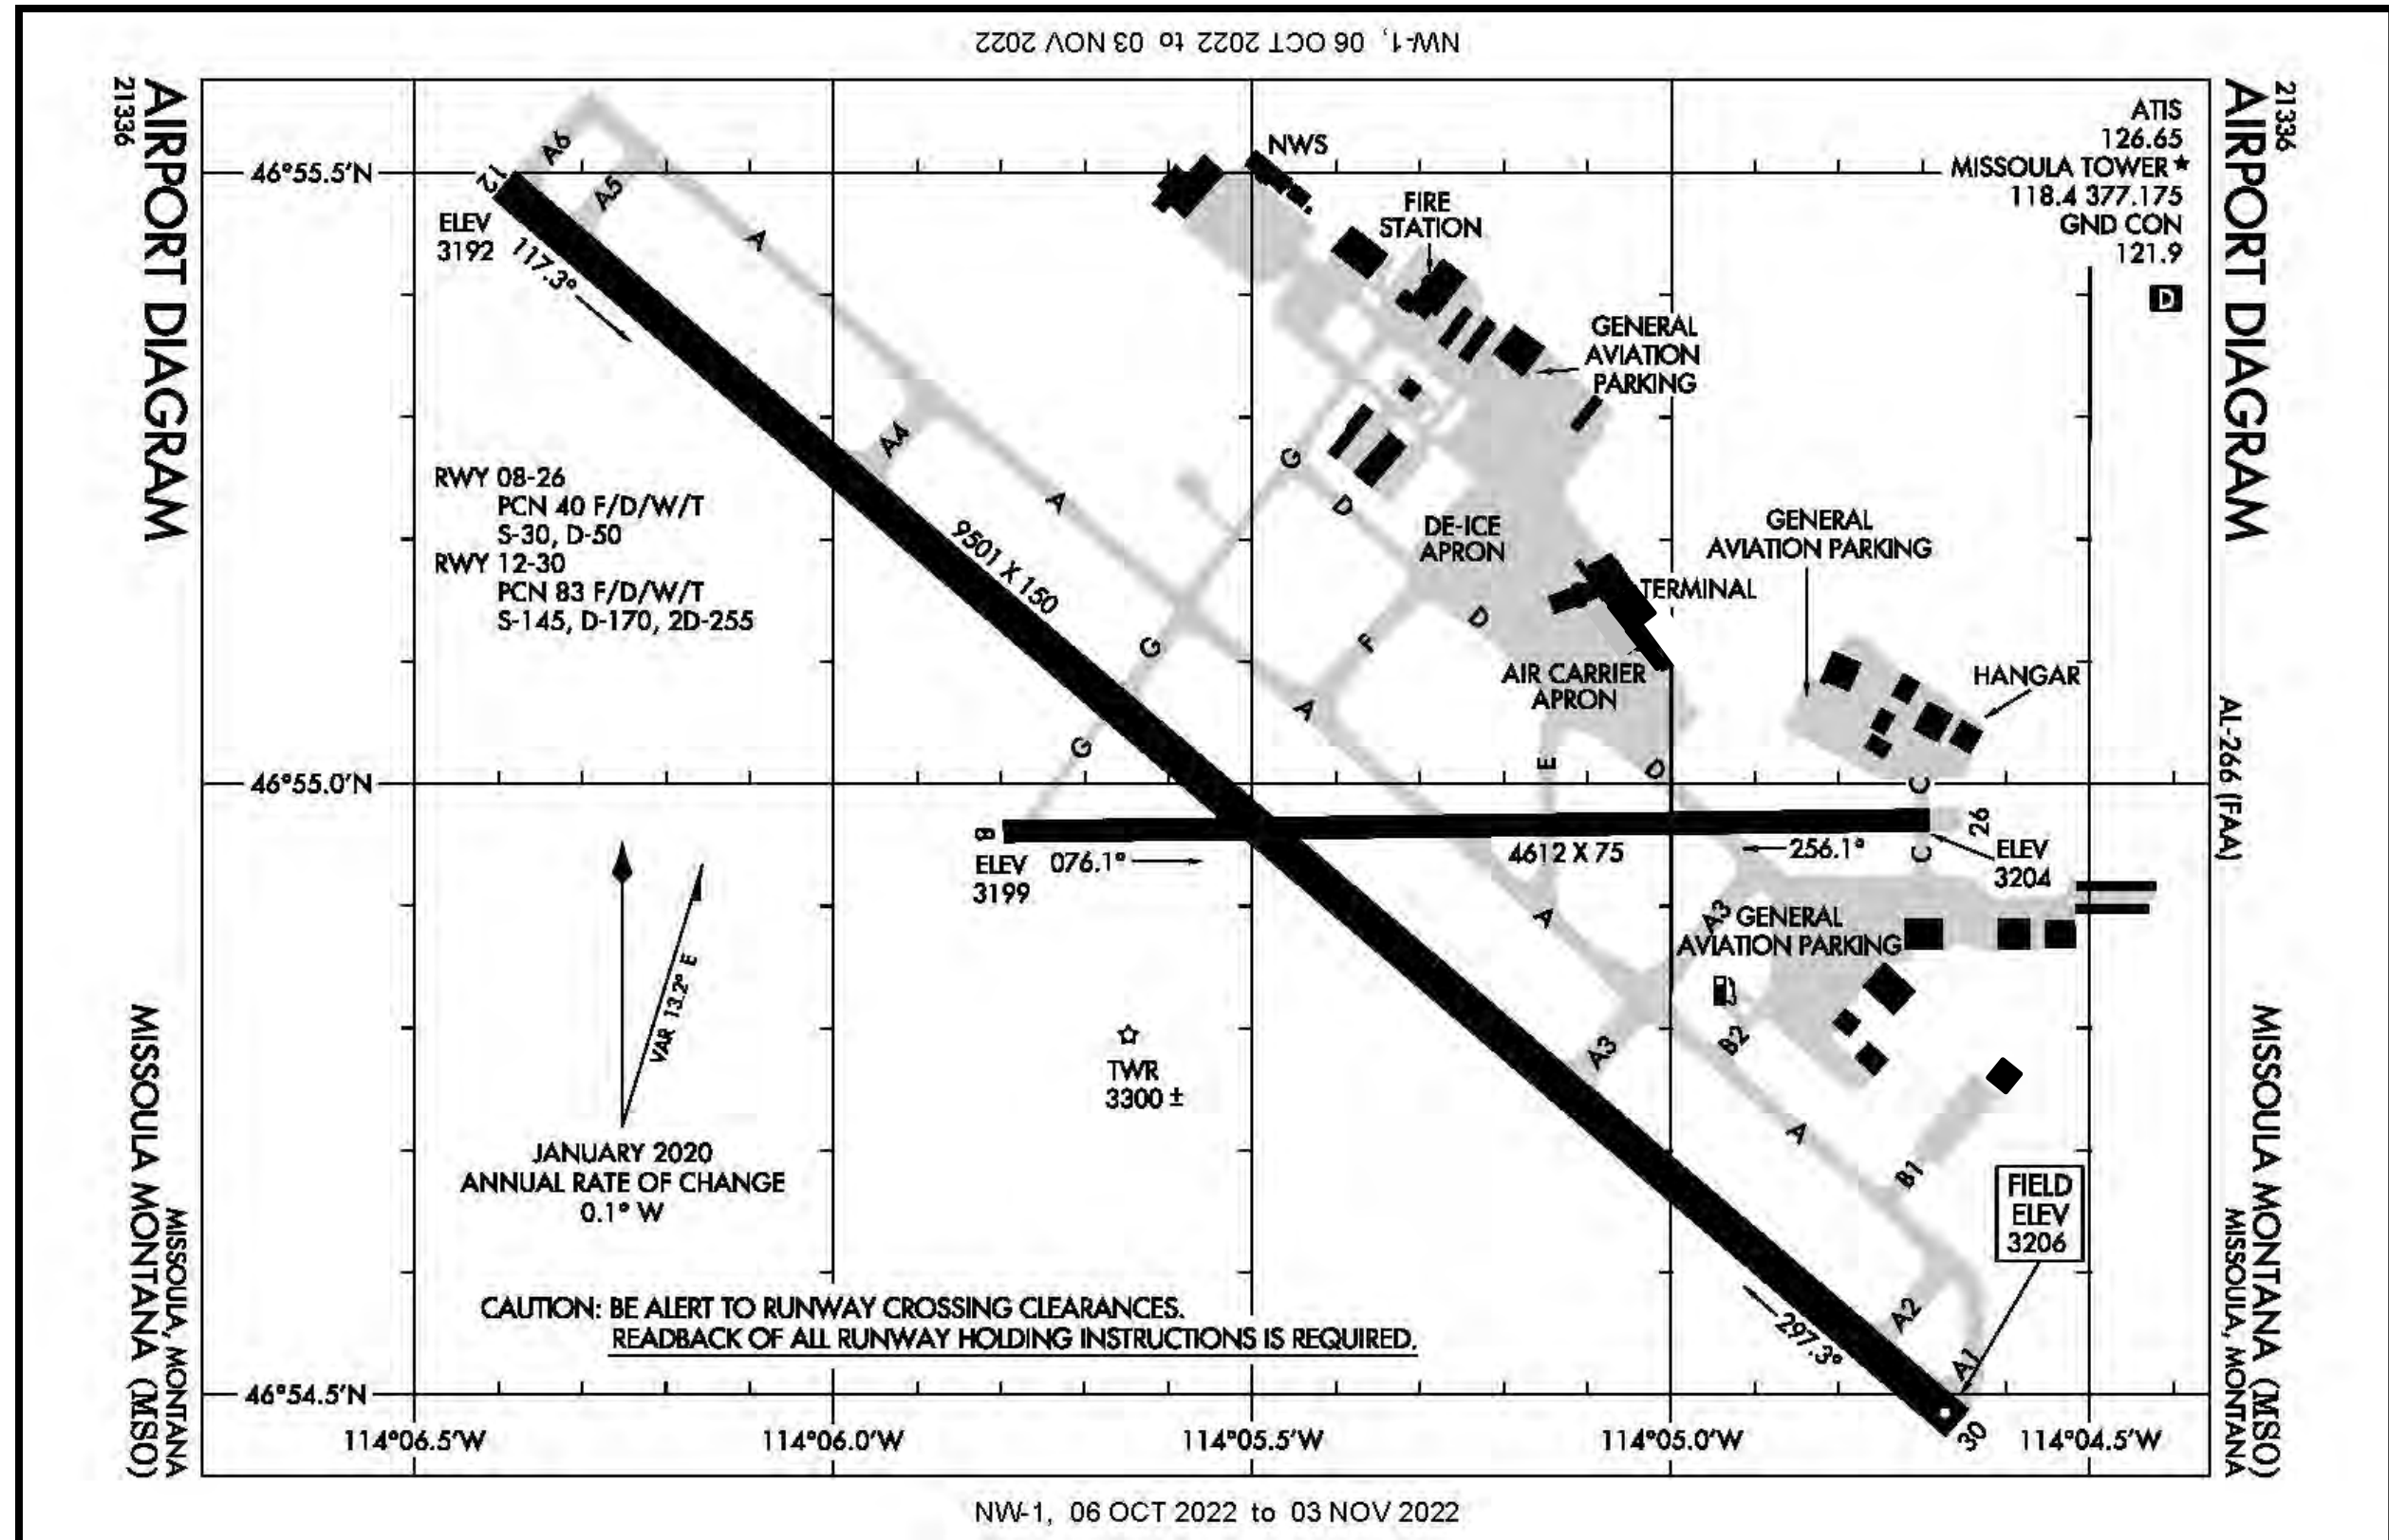 NW-1, 06 OCT 2022 to 03 NOV 2022
21336
AIRPORT DIAGRAM
AIRPORT DIAGRAM
21336
AL-266 (FAA)
MISSOULA MONTANA (MSO)
MISSOULA, MONTANA
MISSOULA MONTANA (MSO)
MISSOULA, MONTANA
ATIS
126.65
MISSOULA TOWER ★
118.4 377.175
GND CON
121.9
D
46°55.5'N
12
A6
A5
ELEV
3192
117.3°
A
NWS
FIRE
STATION
GENERAL
AVIATION
PARKING
A4
A
G
D
RWY 08-26
PCN 40 F/D/W/T
S-30, D-50
RWY 12-30
PCN 83 F/D/W/T
S-145, D-170, 2D-255
9501 X 150
DE-ICE
APRON
GENERAL
AVIATION PARKING
TERMINAL
D
F
G
AIR CARRIER
APRON
HANGAR
A
G
E
D
C
46°55.0'N
8
26
ELEV
3199
076.1°
4612 X 75
256.1°
C
ELEV
3204
A
A3
GENERAL
AVIATION PARKING
VAR 13.2° E
JANUARY 2020
ANNUAL RATE OF CHANGE
0.1° W
TWR
3300 ±
A3
B2
A
B1
FIELD
ELEV
3206
A2
A1
297.3°
30
CAUTION: BE ALERT TO RUNWAY CROSSING CLEARANCES.
READBACK OF ALL RUNWAY HOLDING INSTRUCTIONS IS REQUIRED.
46°54.5'N
114°06.5'W
114°06.0'W
114°05.5'W
114°05.0'W
114°04.5'W
NW-1, 06 OCT 2022 to 03 NOV 2022